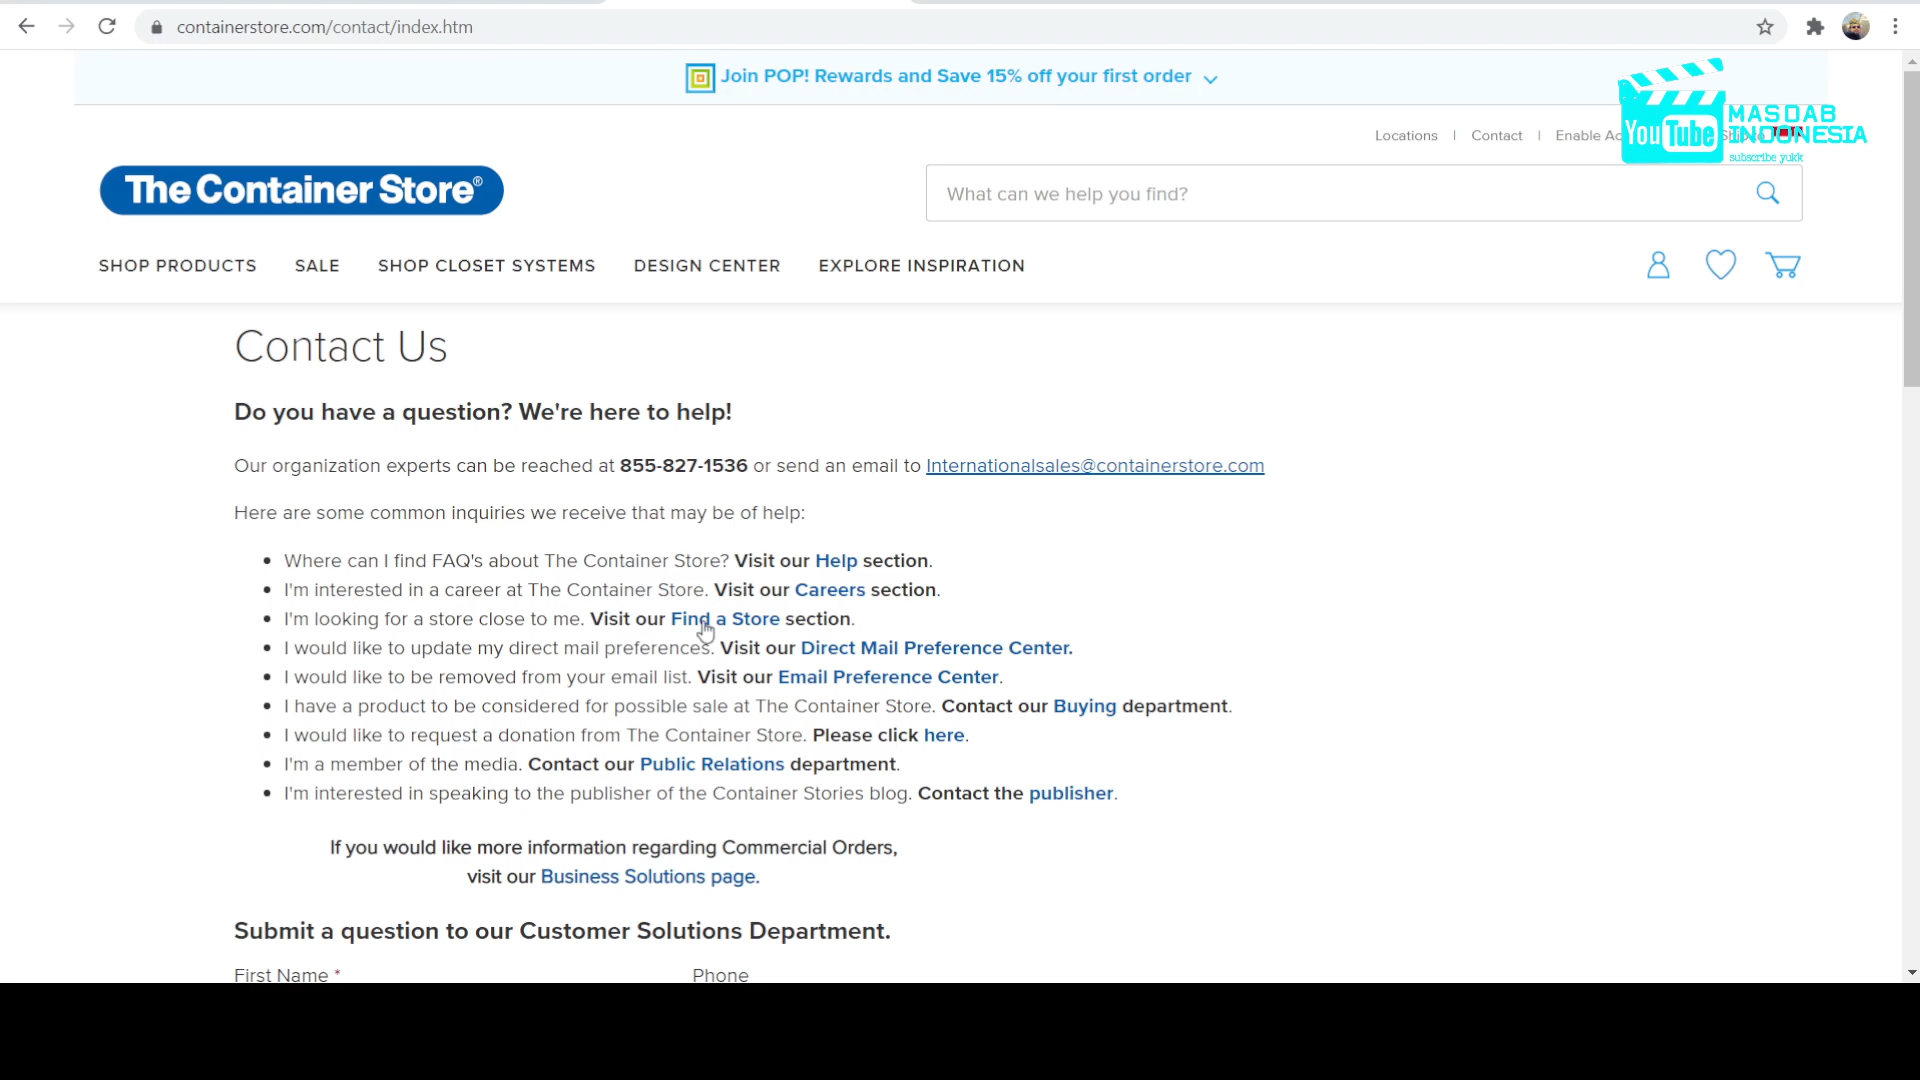 containerstore.com/contact/index.htm
Join POP! Rewards and Save 15% off your first order
Locations | Contact | Enable
YouTube MASDAB INDONESIA
subscribe yukk
The Container Store®
What can we help you find?
SHOP PRODUCTS SALE SHOP CLOSET SYSTEMS DESIGN CENTER EXPLORE INSPIRATION
Contact Us
Do you have a question? We're here to help!
Our organization experts can be reached at 855-827-1536 or send an email to Internationalsales@containerstore.com
Here are some common inquiries we receive that may be of help:
• Where can I find FAQ's about The Container Store? Visit our Help section.
• I'm interested in a career at The Container Store. Visit our Careers section.
• I'm looking for a store close to me. Visit our Find a Store section.
• I would like to update my direct mail preferences. Visit our Direct Mail Preference Center.
• I would like to be removed from your email list. Visit our Email Preference Center.
• I have a product to be considered for possible sale at The Container Store. Contact our Buying department.
• I would like to request a donation from The Container Store. Please click here.
• I'm a member of the media. Contact our Public Relations department.
• I'm interested in speaking to the publisher of the Container Stories blog. Contact the publisher.
If you would like more information regarding Commercial Orders,
visit our Business Solutions page.
Submit a question to our Customer Solutions Department.
First Name * Phone